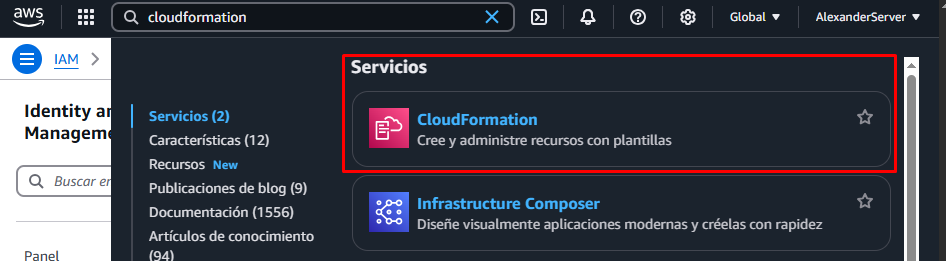 aws
cloudformation
Global ▼
AlexanderServer ▼
IAM
Identity an
Manageme
Buscar en
Panel
Servicios (2)
Características (12)
Recursos New
Publicaciones de blog (9)
Documentación (1556)
Artículos de conocimiento
(94)
Servicios
CloudFormation
Cree y administre recursos con plantillas
Infrastructure Composer
Diseñe visualmente aplicaciones modernas y créelas con rapidez